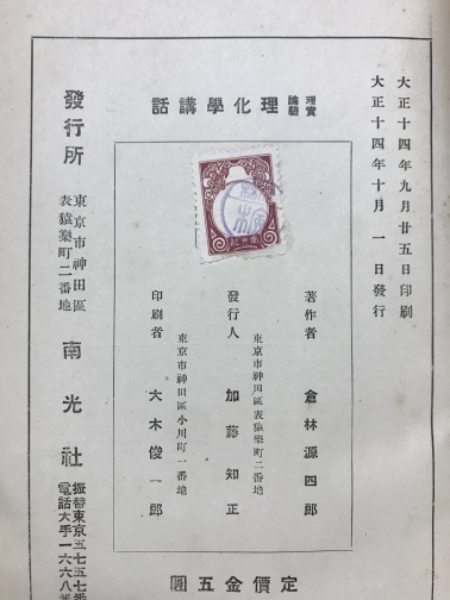 大正十四年九月廿五日印刷
大正十四年十月一日發行
理論實驗 理化學講話
著作者 倉林源四郎
東京市神田區表猿樂町二番地
發行人 加藤知正
東京市神田區小川町一番地
印刷者 大木俊一郎
發行所 東京市神田區表猿樂町二番地 南光社
振替東京五七五七番
電話大手一六六八番
定價金五圓